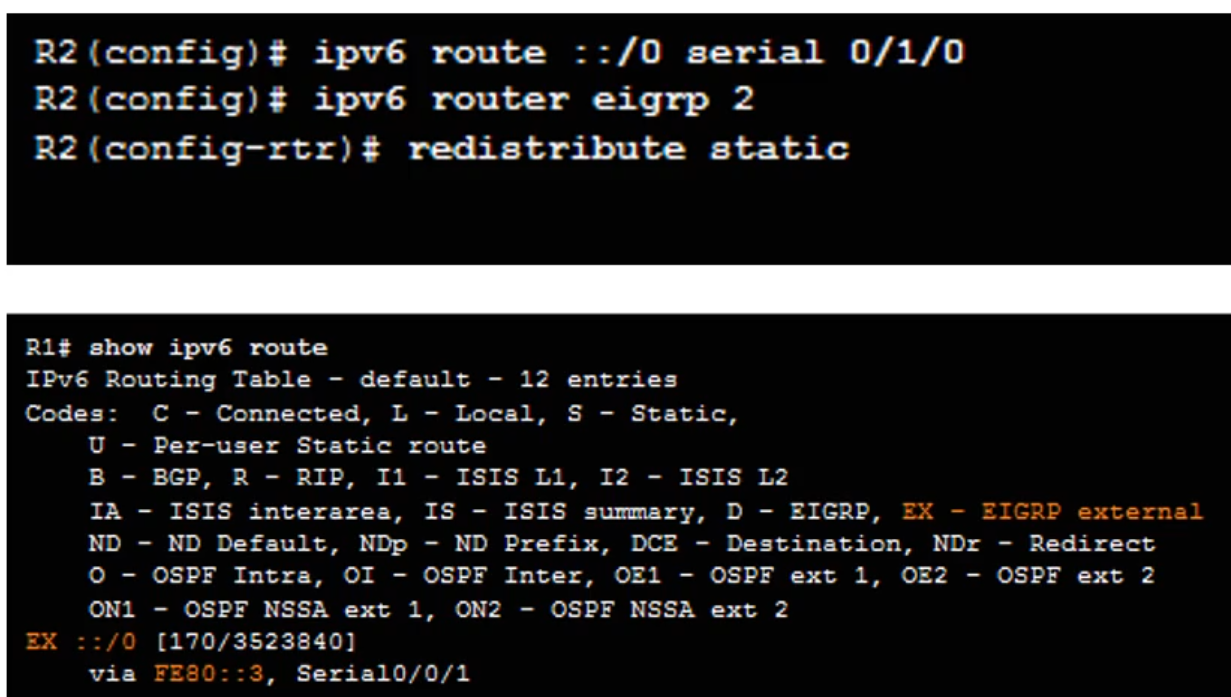 R2(config)# ipv6 route ::/0 serial 0/1/0
R2(config)# ipv6 router eigrp 2
R2(config-rtr)# redistribute static
R1# show ipv6 route
IPv6 Routing Table - default - 12 entries
Codes:  C - Connected, L - Local, S - Static,
U - Per-user Static route
B - BGP, R - RIP, I1 - ISIS L1, I2 - ISIS L2
IA - ISIS interarea, IS - ISIS summary, D - EIGRP, EX - EIGRP external
ND - ND Default, NDp - ND Prefix, DCE - Destination, NDr - Redirect
O - OSPF Intra, OI - OSPF Inter, OE1 - OSPF ext 1, OE2 - OSPF ext 2
ON1 - OSPF NSSA ext 1, ON2 - OSPF NSSA ext 2
EX ::/0 [170/3523840]
via FE80::3, Serial0/0/1